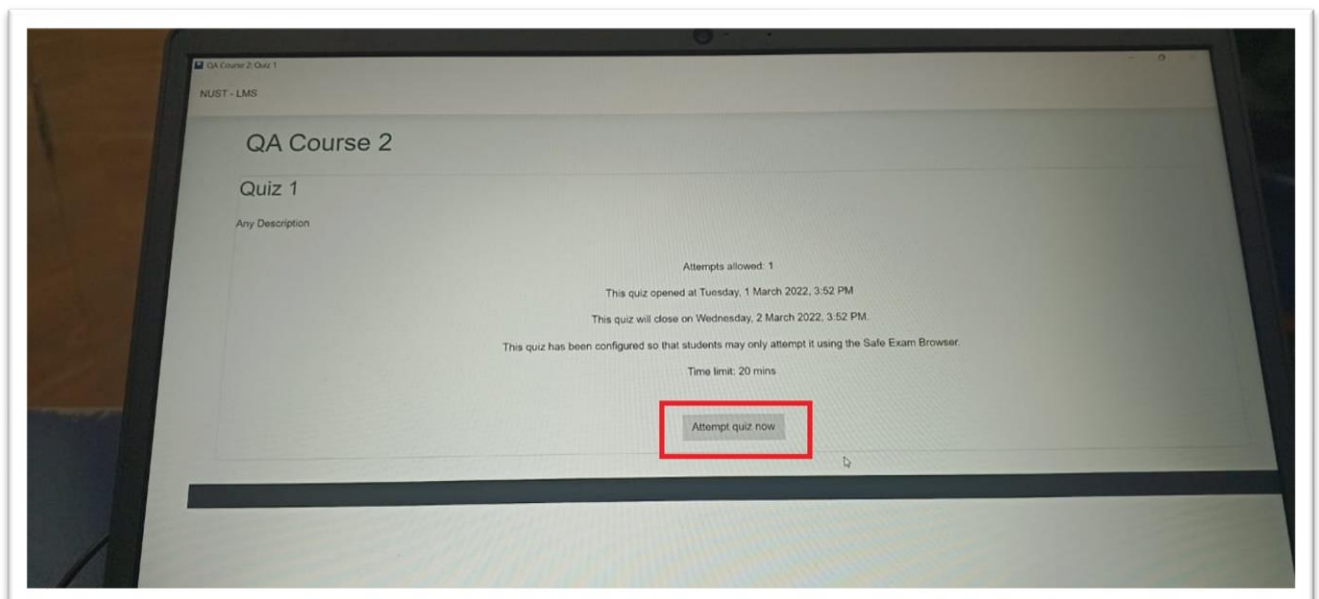 QA Course 2: Quiz 1
NUST - LMS
QA Course 2
Quiz 1
Any Description
Attempts allowed: 1
This quiz opened at Tuesday, 1 March 2022, 3:52 PM
This quiz will close on Wednesday, 2 March 2022, 3:52 PM.
This quiz has been configured so that students may only attempt it using the Safe Exam Browser.
Time limit: 20 mins
Attempt quiz now